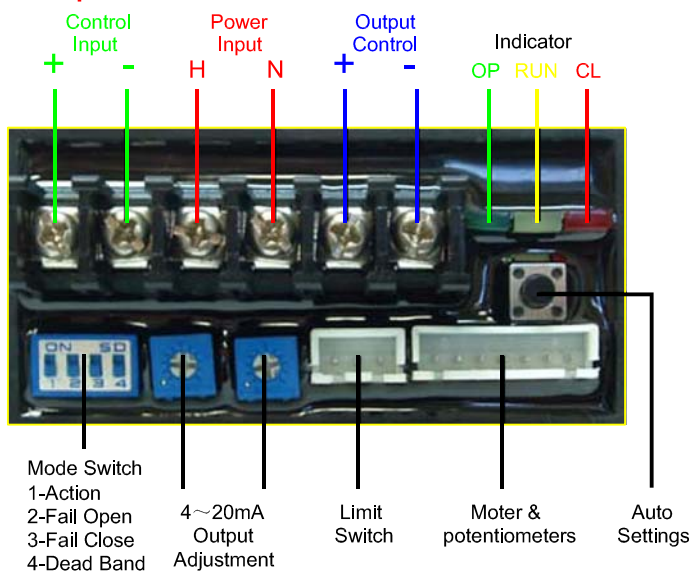 Control Input
Power Input
Output Control
Indicator
+ - H N + - OP RUN CL
ON SD
1 2 3 4
Mode Switch
1-Action
2-Fail Open
3-Fail Close
4-Dead Band
4～20mA
Output
Adjustment
Limit
Switch
Moter &
potentiometers
Auto
Settings